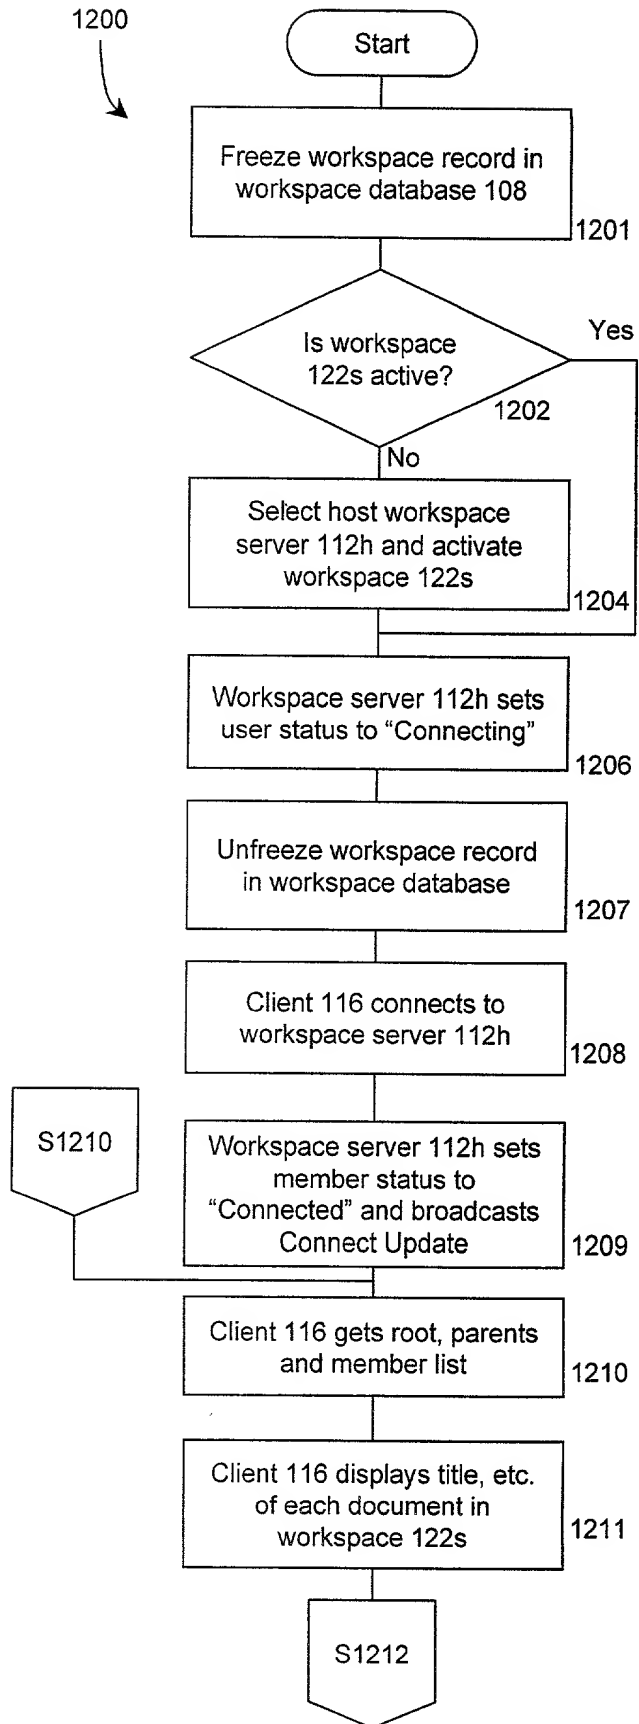 1200
Start
Freeze workspace record in
workspace database 108
1201
Is workspace
122s active?
Yes
1202
No
Select host workspace
server 112h and activate
workspace 122s
1204
Workspace server 112h sets
user status to “Connecting”
1206
Unfreeze workspace record
in workspace database
1207
Client 116 connects to
workspace server 112h
1208
S1210
Workspace server 112h sets
member status to
“Connected” and broadcasts
Connect Update
1209
Client 116 gets root, parents
and member list
1210
Client 116 displays title, etc.
of each document in
workspace 122s
1211
S1212